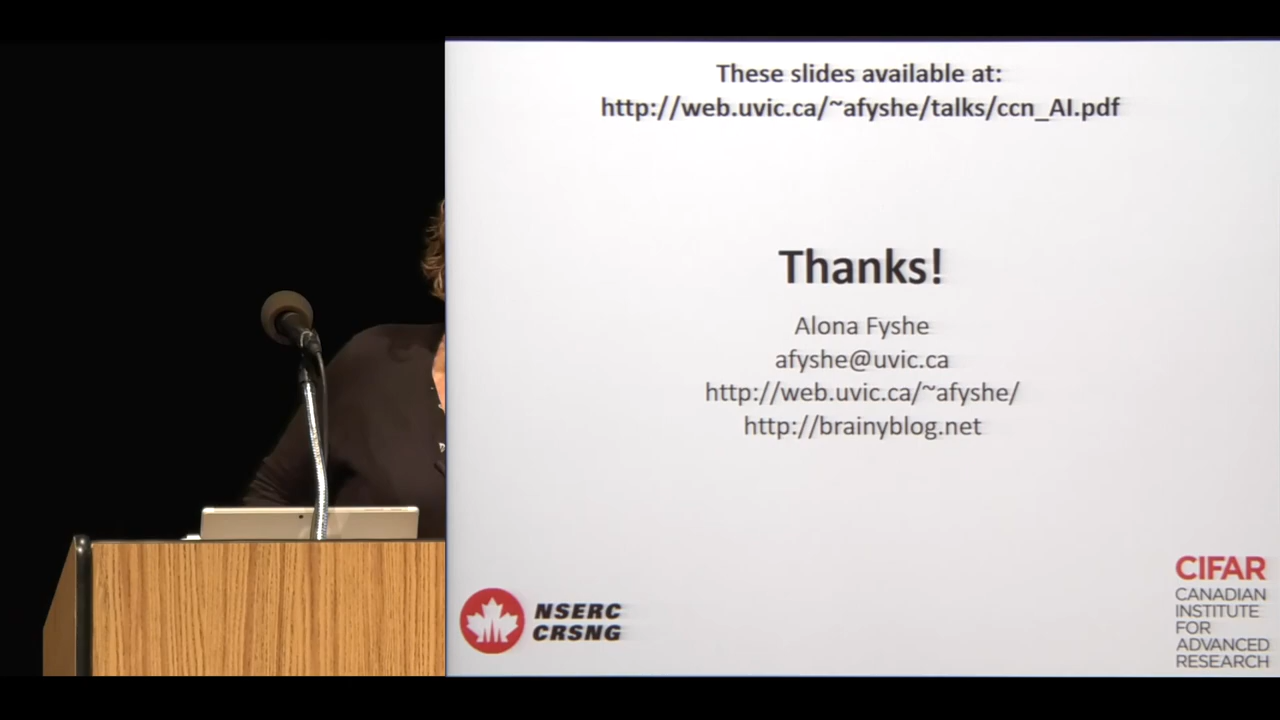 These slides available at:
http://web.uvic.ca/~afyshe/talks/ccn_AI.pdf
Thanks!
Alona Fyshe
afyshe@uvic.ca
http://web.uvic.ca/~afyshe/
http://brainyblog.net
NSERC
CRSNG
CIFAR
CANADIAN
INSTITUTE
FOR
ADVANCED
RESEARCH